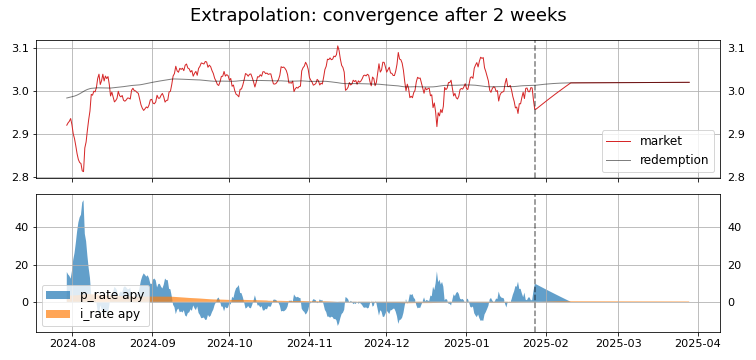 Extrapolation: convergence after 2 weeks
3.1 3.1
3.0 3.0
2.9 2.9
2.8 2.8
market
redemption
40 40
20 20
0 0
p_rate apy
i_rate apy
2024-08 2024-09 2024-10 2024-11 2024-12 2025-01 2025-02 2025-03 2025-04